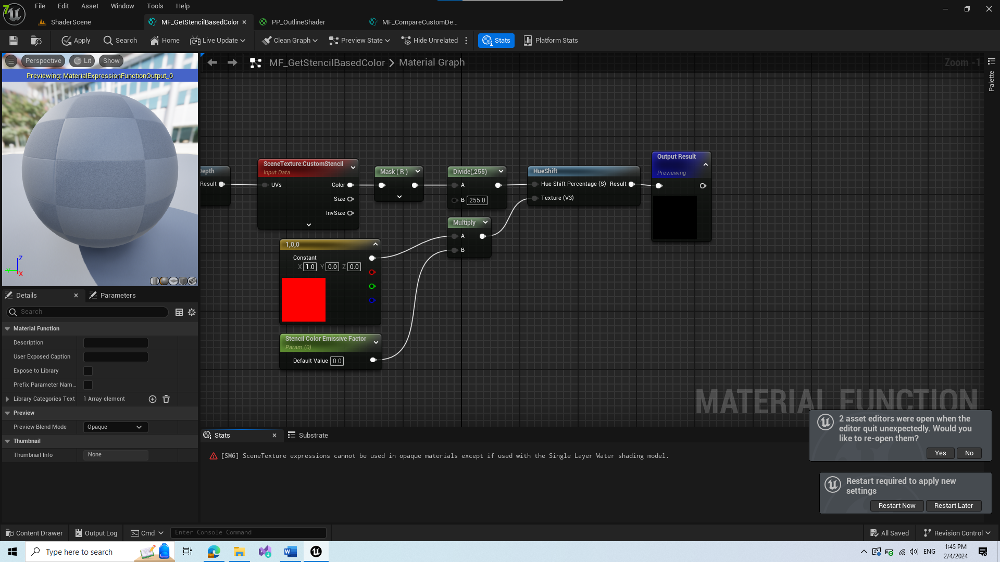 File Edit Asset Window Tools Help
ShaderScene MF_GetStencilBasedColor PP_OutlineShader MF_CompareCustomDe...
Apply Search Home Live Update Clean Graph Preview State Hide Unrelated Stats Platform Stats
Perspective Lit Show
Previewing: MaterialExpressionFunctionOutput_0
MF_GetStencilBasedColor > Material Graph
Zoom -1
Palette
Depth
Result
SceneTexture:CustomStencil
Input Data
UVs Color
Size
InvSize
Mask ( R )
Divide(,255)
A
B 255.0
HueShift
Hue Shift Percentage (S) Result
Texture (V3)
Output Result
Previewing
Multiply
A
B
1,0,0
Constant
X 1.0 Y 0.0 Z 0.0
Stencil Color Emissive Factor
Param (0)
Default Value 0.0
MATERIAL FUNCTION
Z
Y
X
Details Parameters
Search
Material Function
Description
User Exposed Caption
Expose to Library
Prefix Parameter Nam...
Library Categories Text 1 Array element
Preview
Preview Blend Mode Opaque
Thumbnail
Thumbnail Info None
Stats Substrate
[SM6] SceneTexture expressions cannot be used in opaque materials except if used with the Single Layer Water shading model.
2 asset editors were open when the
editor quit unexpectedly. Would you
like to re-open them?
Yes No
Restart required to apply new
settings
Restart Now Restart Later
Content Drawer Output Log Cmd Enter Console Command All Saved Revision Control
Type here to search
ENG
1:45 PM
2/4/2024